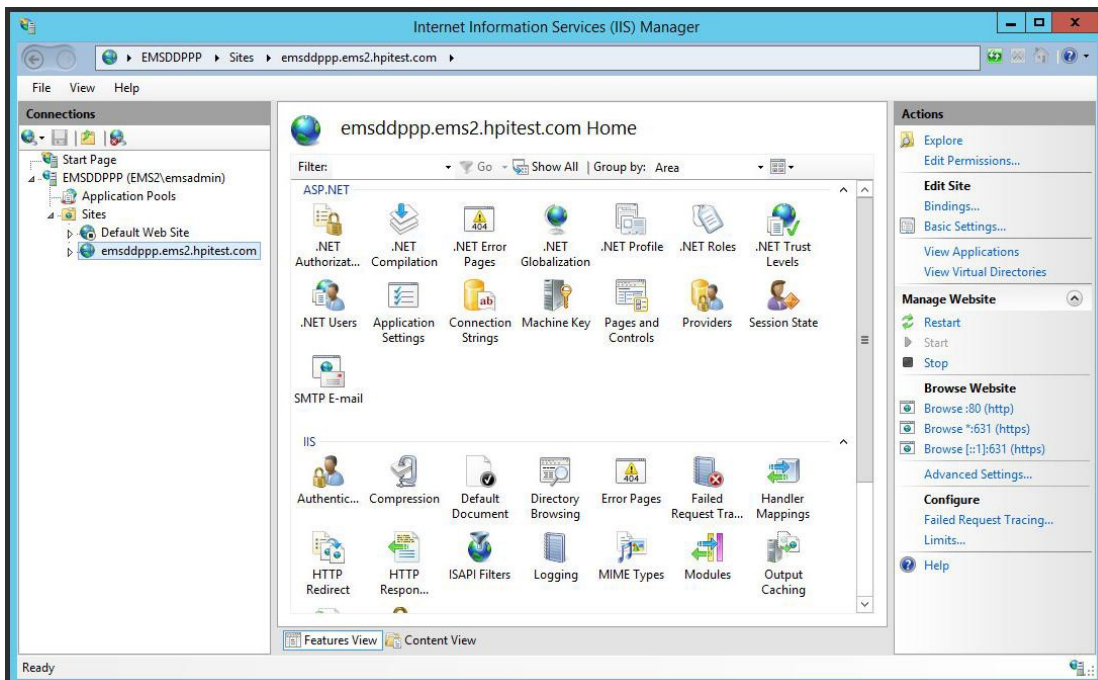 Internet Information Services (IIS) Manager
EMSDDPPP Sites emsddppp.ems2.hpitest.com
File View Help
Connections
Start Page
EMSDDPPP (EMS2\emsadmin)
Application Pools
Sites
Default Web Site
emsddppp.ems2.hpitest.com
emsddppp.ems2.hpitest.com Home
Filter: Go Show All Group by: Area
ASP.NET
.NET Authorizat...
.NET Compilation
.NET Error Pages
.NET Globalization
.NET Profile
.NET Roles
.NET Trust Levels
.NET Users
Application Settings
Connection Strings
Machine Key
Pages and Controls
Providers
Session State
SMTP E-mail
IIS
Authentic...
Compression
Default Document
Directory Browsing
Error Pages
Failed Request Tra...
Handler Mappings
HTTP Redirect
HTTP Respon...
ISAPI Filters
Logging
MIME Types
Modules
Output Caching
Features View Content View
Ready
Actions
Explore
Edit Permissions...
Edit Site
Bindings...
Basic Settings...
View Applications
View Virtual Directories
Manage Website
Restart
Start
Stop
Browse Website
Browse :80 (http)
Browse *:631 (https)
Browse [::1]:631 (https)
Advanced Settings...
Configure
Failed Request Tracing...
Limits...
Help